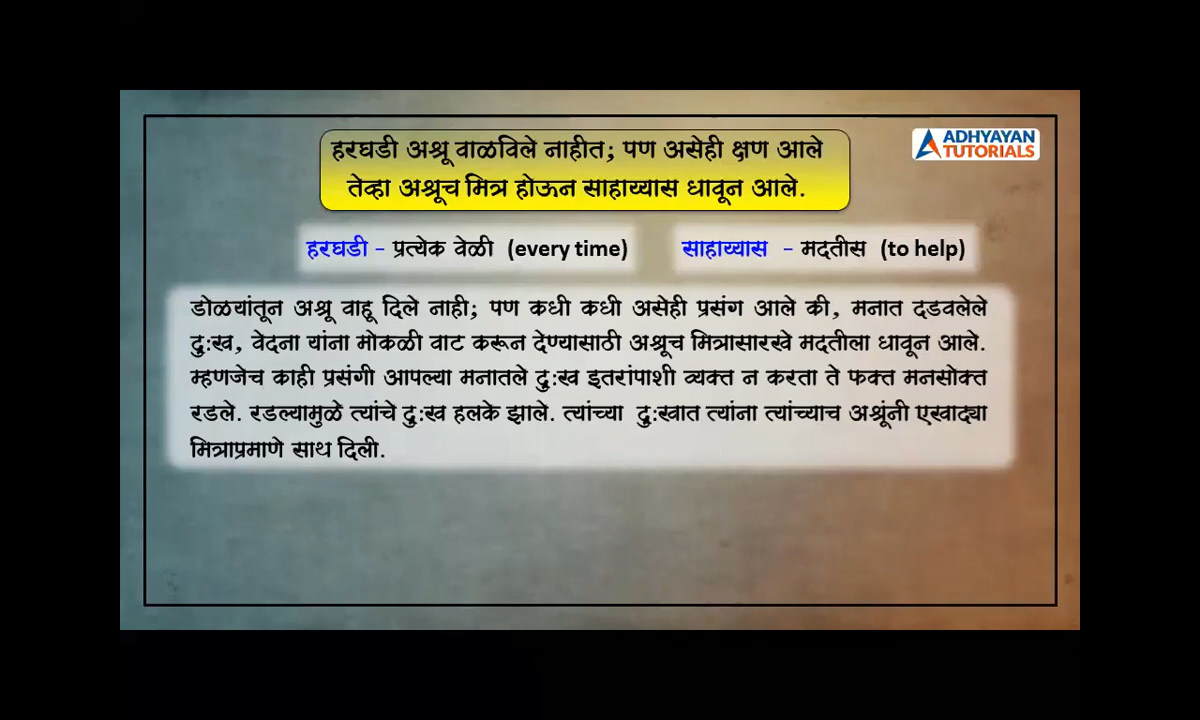 हरघडी अश्रू वाळविले नाहीत; पण असेही क्षण आले
तेव्हा अश्रूच मित्र होऊन साहाय्यास धावून आले.
ADHYAYAN
TUTORIALS
हरघडी - प्रत्येक वेळी (every time)
साहाय्यास - मदतीस (to help)
डोळयांतून अश्रू वाहू दिले नाही; पण कधी कधी असेही प्रसंग आले की, मनात दडवलेले
दु:ख, वेदना यांना मोकळी वाट करून देण्यासाठी अश्रूच मित्रासारखे मदतीला धावून आले.
म्हणजेच काही प्रसंगी आपल्या मनातले दु:ख इतरांपाशी व्यक्त न करता ते फक्त मनसोक्त
रडले. रडल्यामुळे त्यांचे दु:ख हलके झाले. त्यांच्या दु:खात त्यांना त्यांच्याच अश्रूंनी एखाद्या
मित्राप्रमाणे साथ दिली.